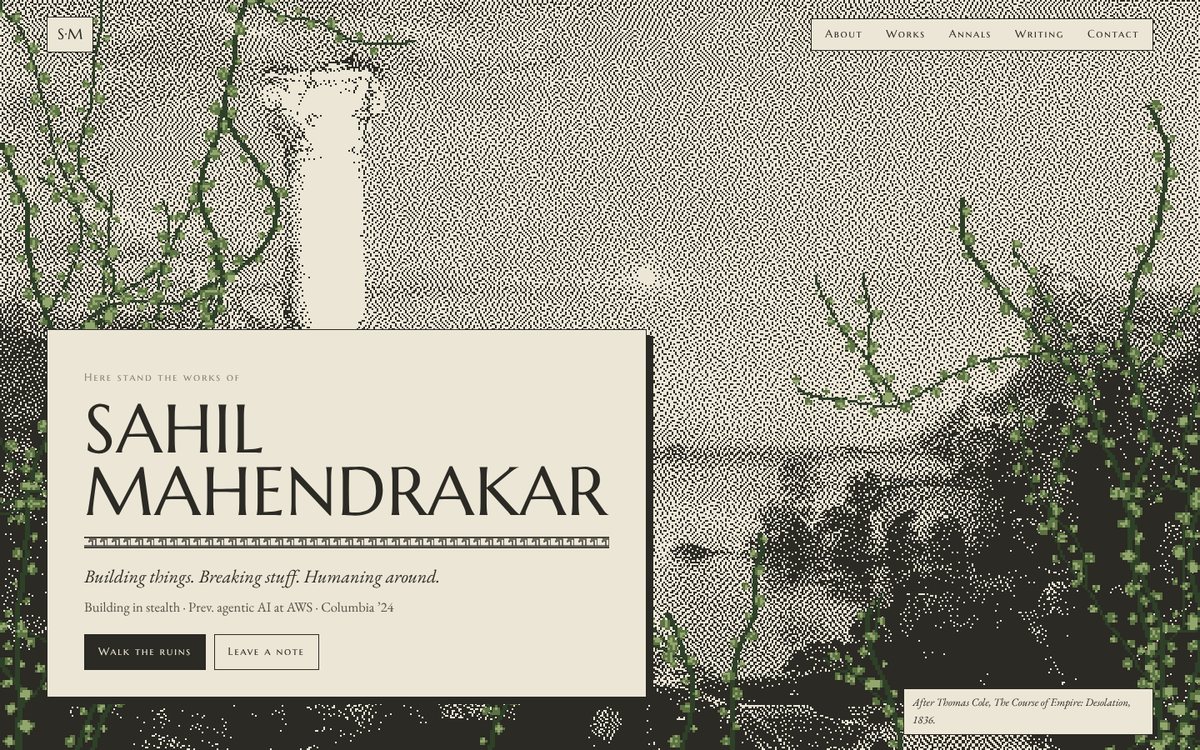 S·M
About Works Annals Writing Contact
Here stand the works of
SAHIL
MAHENDRAKAR
Building things. Breaking stuff. Humaning around.
Building in stealth · Prev. agentic AI at AWS · Columbia ’24
Walk the ruins Leave a note
After Thomas Cole, The Course of Empire: Desolation,
1836.